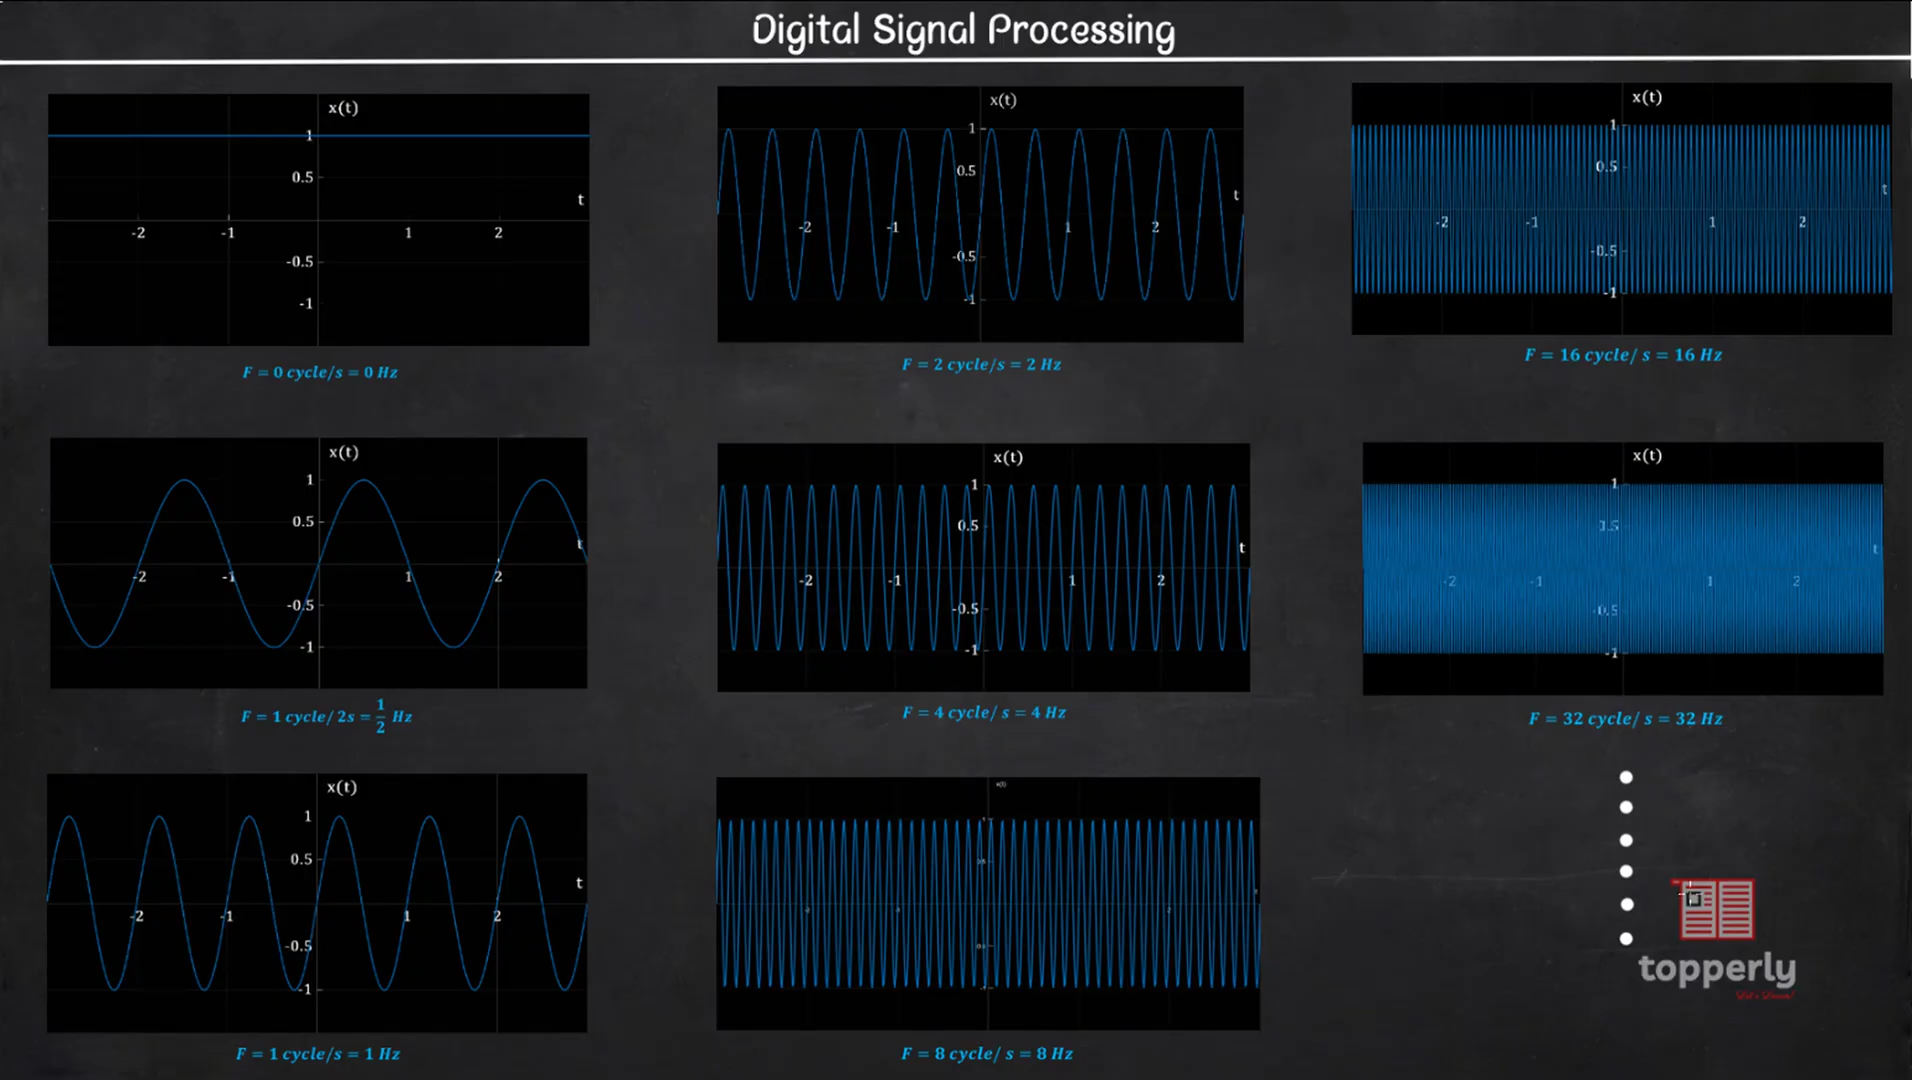 Digital Signal Processing
x(t)
1
0.5
t
-2 -1 1 2
-0.5
-1
F = 0 cycle/s = 0 Hz
x(t)
1
0.5
t
-2 -1 1 2
-0.5
-1
F = 1 cycle/ 2s = 1/2 Hz
x(t)
1
0.5
t
-2 -1 1 2
-0.5
-1
F = 1 cycle/s = 1 Hz
x(t)
1
0.5
t
-2 -1 1 2
-0.5
-1
F = 2 cycle/s = 2 Hz
x(t)
1
0.5
t
-2 -1 1 2
-0.5
-1
F = 4 cycle/ s = 4 Hz
x(t)
F = 8 cycle/ s = 8 Hz
x(t)
1
0.5
t
-2 -1 1 2
-0.5
-1
F = 16 cycle/ s = 16 Hz
x(t)
1
t
-2 -1 1 2
-0.5
-1
F = 32 cycle/ s = 32 Hz
topperly
Let's Learn!